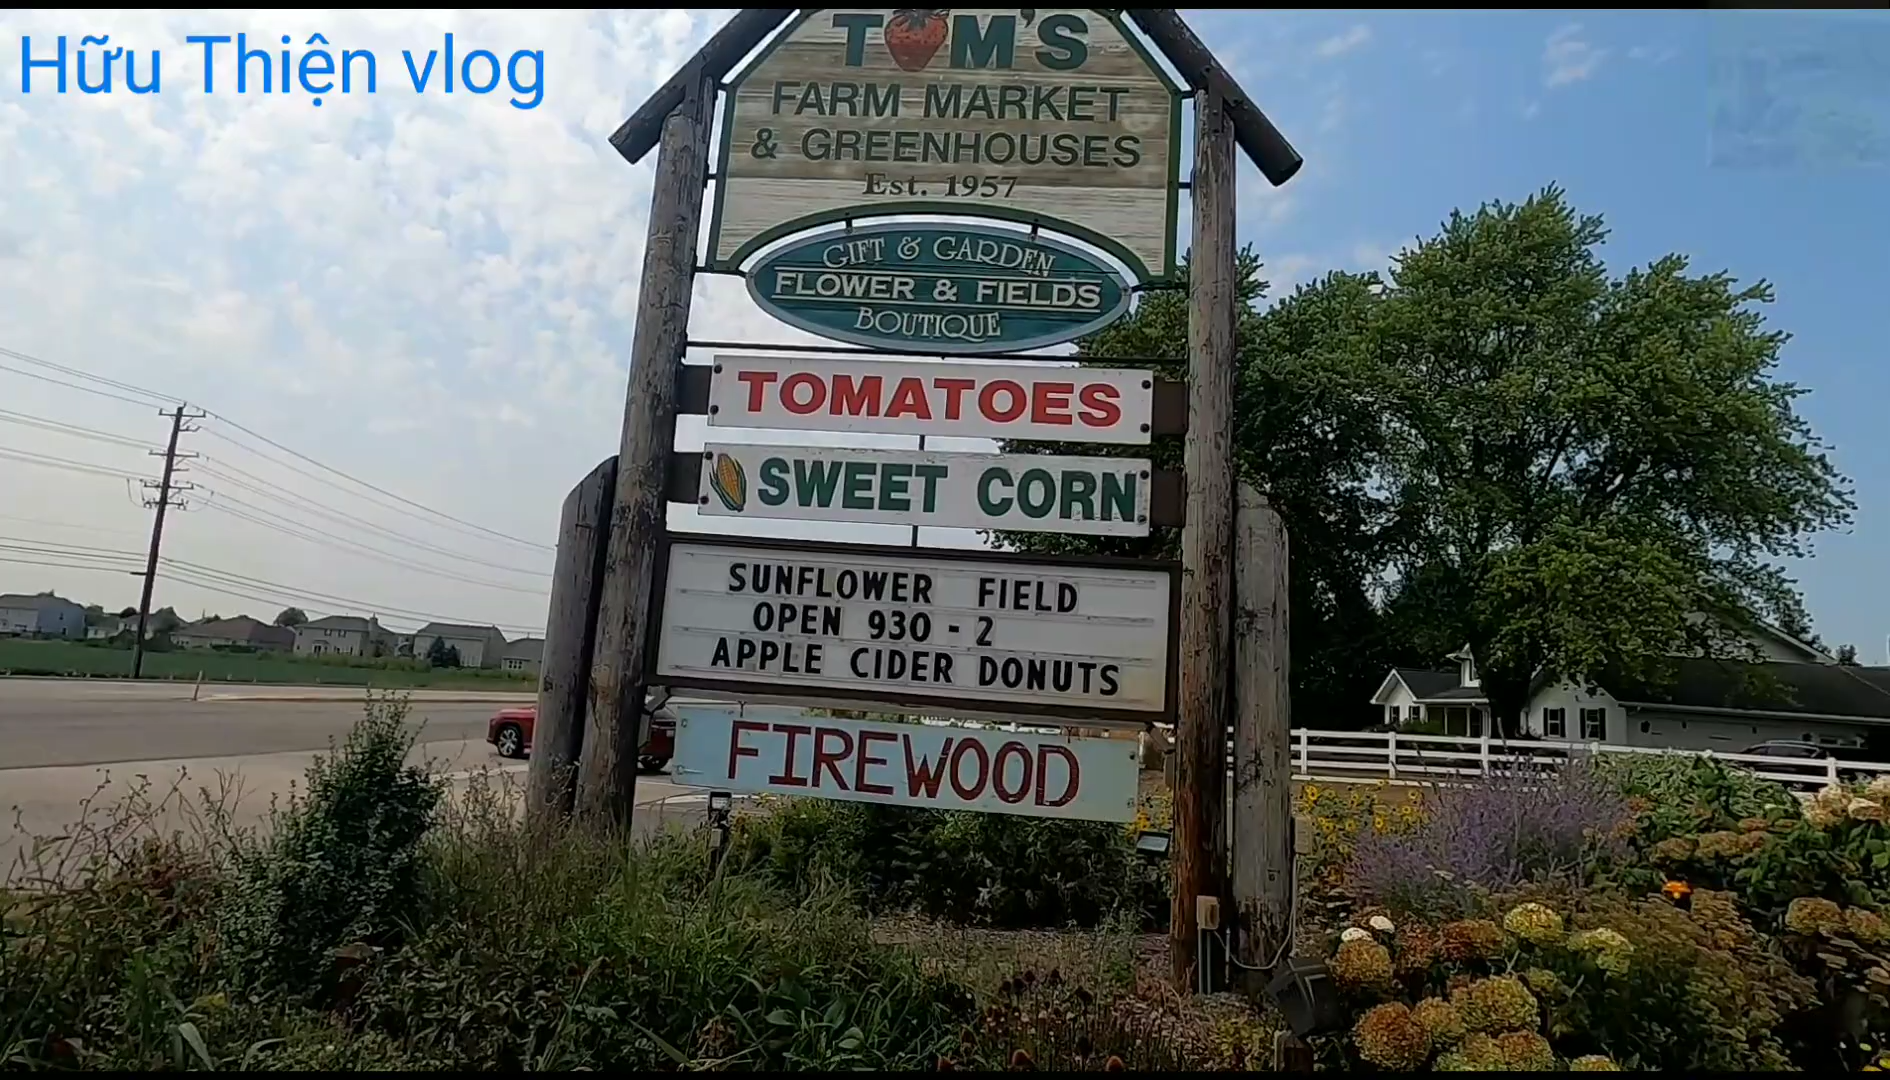 Hữu Thiện vlog
TOM'S
FARM MARKET
& GREENHOUSES
Est. 1957
GIFT & GARDEN
FLOWER & FIELDS
BOUTIQUE
TOMATOES
SWEET CORN
SUNFLOWER FIELD
OPEN 930 - 2
APPLE CIDER DONUTS
FIREWOOD